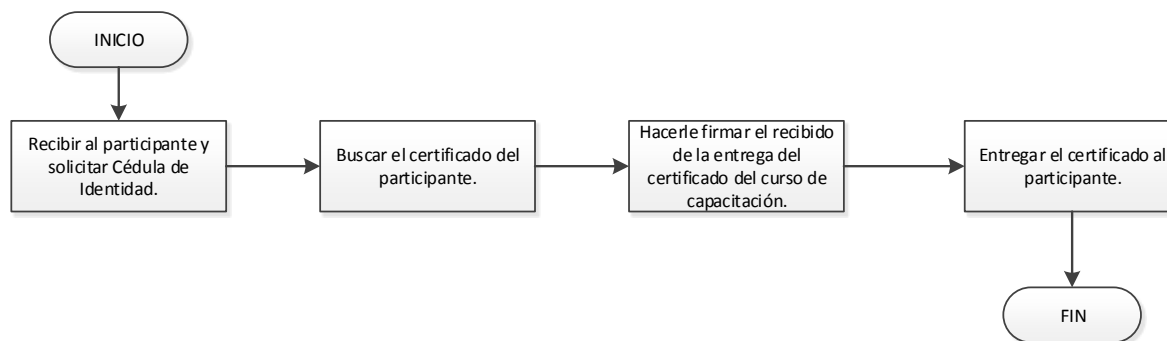 INICIO
Recibir al participante y
solicitar Cédula de
Identidad.
Buscar el certificado del
participante.
Hacerle firmar el recibido
de la entrega del
certificado del curso de
capacitación.
Entregar el certificado al
participante.
FIN